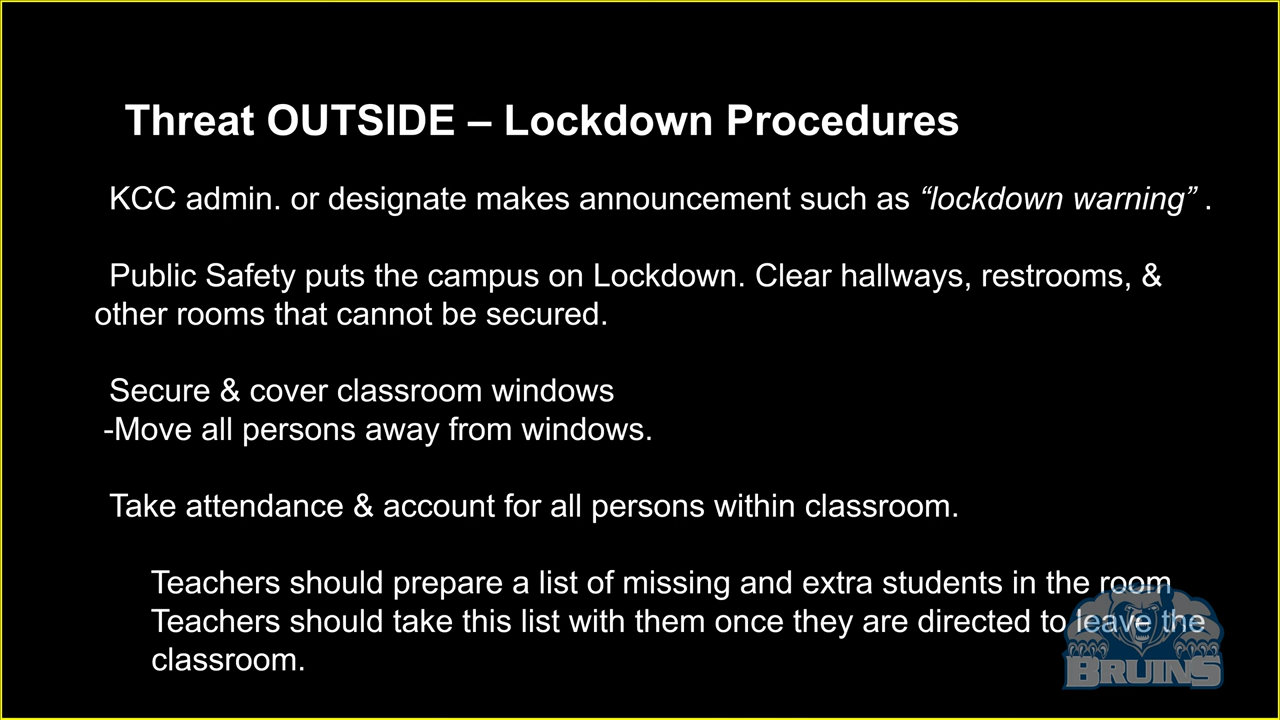 Threat OUTSIDE – Lockdown Procedures
KCC admin. or designate makes announcement such as “lockdown warning” .
Public Safety puts the campus on Lockdown. Clear hallways, restrooms, &
other rooms that cannot be secured.
Secure & cover classroom windows
-Move all persons away from windows.
Take attendance & account for all persons within classroom.
Teachers should prepare a list of missing and extra students in the room
Teachers should take this list with them once they are directed to leave the
classroom.
BRUINS